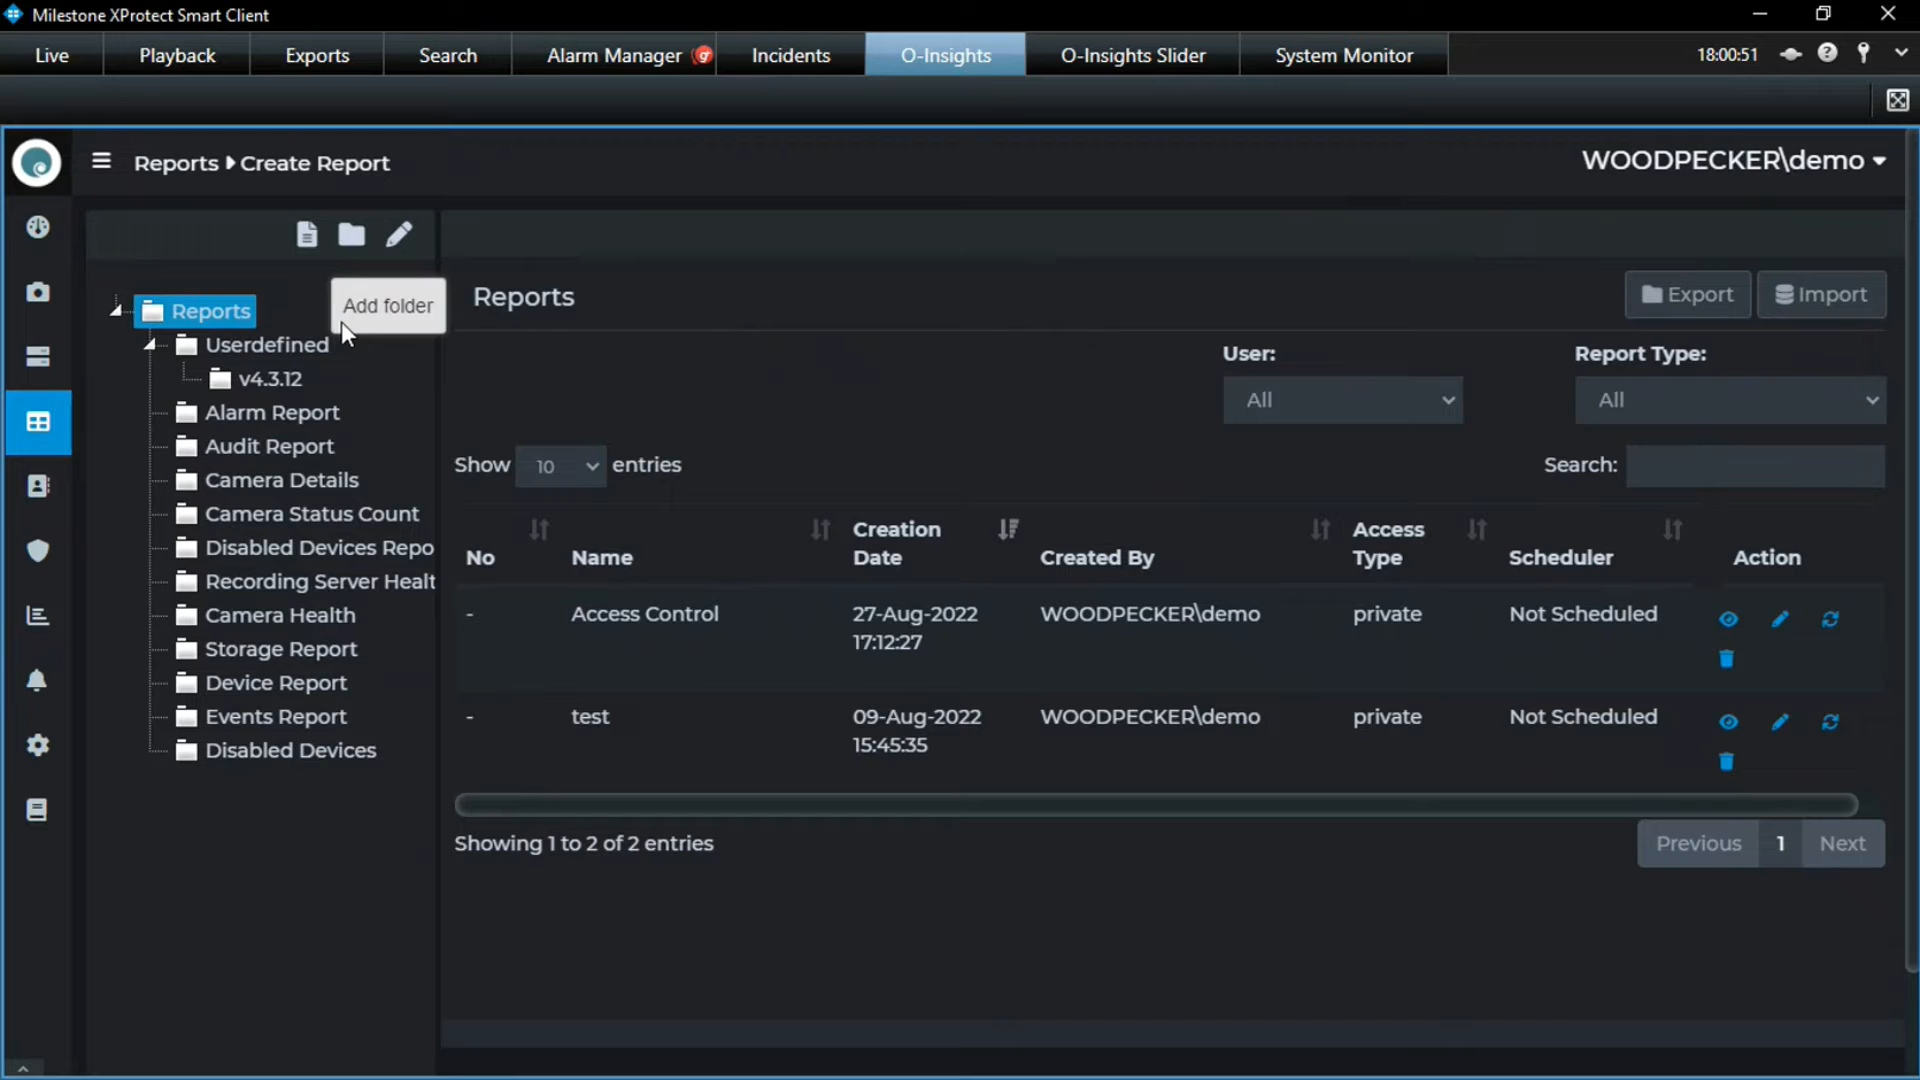 Milestone XProtect Smart Client
Live Playback Exports Search Alarm Manager Incidents O-Insights O-Insights Slider System Monitor 18:00:51
Reports Create Report
WOODPECKER\demo
Add folder
Reports
Userdefined
v4.3.12
Alarm Report
Audit Report
Camera Details
Camera Status Count
Disabled Devices Repo
Recording Server Healt
Camera Health
Storage Report
Device Report
Events Report
Disabled Devices
Reports
Export Import
User: Report Type:
All All
Show 10 entries Search:
No Name Creation Date Created By Access Type Scheduler Action
- Access Control 27-Aug-2022 WOODPECKER\demo private Not Scheduled
17:12:27
- test 09-Aug-2022 WOODPECKER\demo private Not Scheduled
15:45:35
Showing 1 to 2 of 2 entries Previous 1 Next